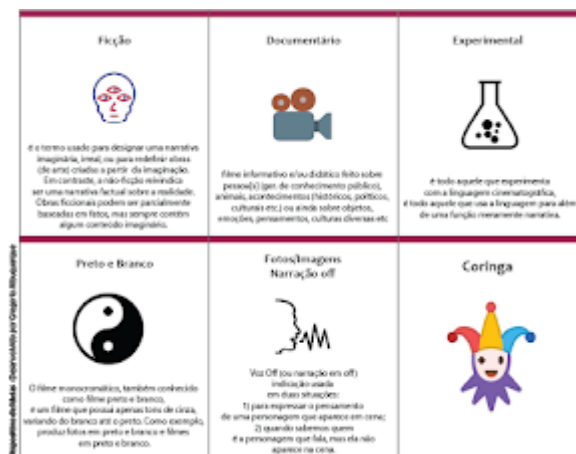 Ficção
é o termo usado para designar uma narrativa
imaginária, irreal, ou para redefinir obras
(de arte) criadas a partir da imaginação.
Em contraste, a não-ficção reivindica
ser uma narrativa factual sobre a realidade.
Obras ficcionais podem ser parcialmente
baseadas em fatos, mas sempre contém
algum conteúdo imaginário.
Documentário
filme informativo e/ou didático feito sobre
pessoa(s) (ger. de conhecimento público),
animais, acontecimentos (históricos, políticos,
culturais etc.) ou ainda sobre objetos,
emoções, pensamentos, culturas diversas etc
Experimental
é todo aquele que experimenta
com a linguagem cinematográfica,
é todo aquele que usa a linguagem para além
de uma função meramente narrativa.
Preto e Branco
O filme monocromático, também conhecido
como filme preto e branco,
é um filme que possui apenas tons de cinza,
variando do branco até o preto. Como exemplo,
produz fotos em preto e branco e filmes
em preto e branco.
Fotos/Imagens
Narração off
Voz Off (ou narração em off)
indicação usada
em duas situações:
1) para expressar o pensamento
de uma personagem que aparece em cena;
2) quando sabemos quem
é a personagem que fala, mas ela não
aparece na cena.
Coringa
Desenvolvido por Gregorio Albuquerque